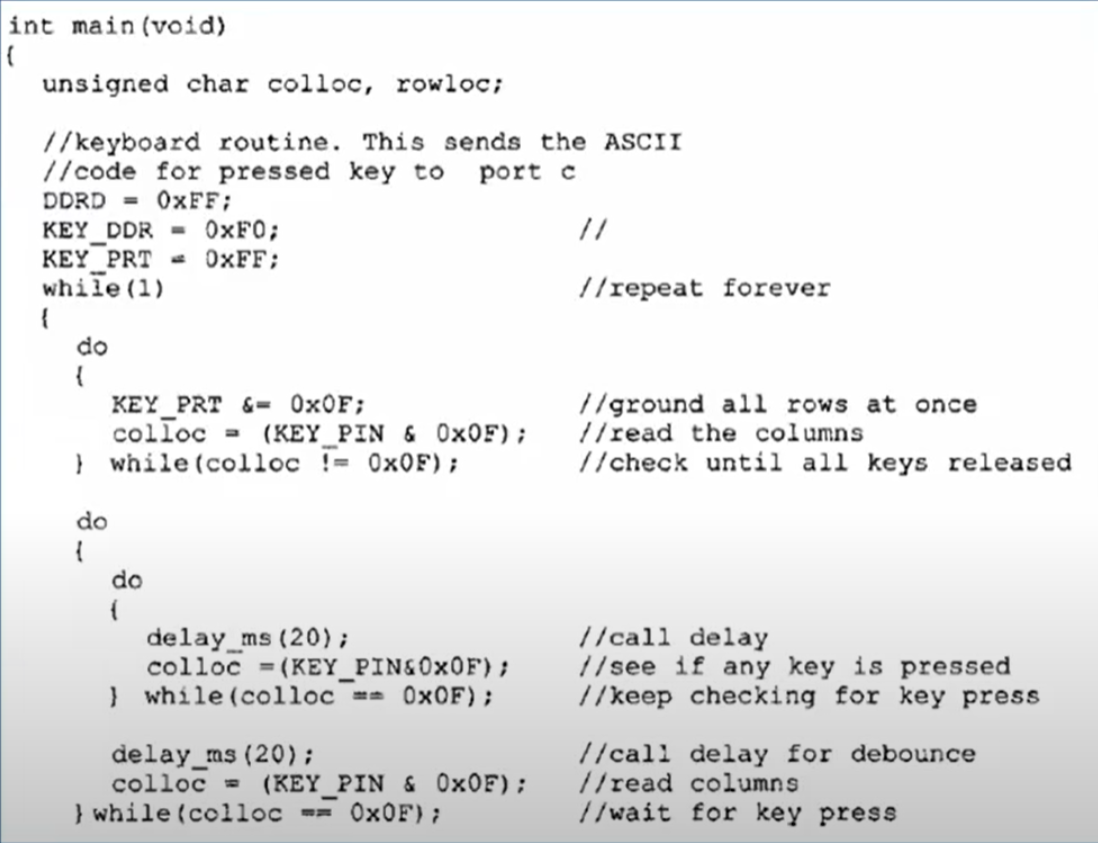 int main(void)
{
unsigned char colloc, rowloc;
//keyboard routine. This sends the ASCII
//code for pressed key to port c
DDRD = 0xFF;
KEY_DDR = 0xF0; //
KEY_PRT = 0xFF;
while(1) //repeat forever
{
do
{
KEY_PRT &= 0x0F; //ground all rows at once
colloc = (KEY_PIN & 0x0F); //read the columns
} while(colloc != 0x0F); //check until all keys released
do
{
do
{
delay_ms(20); //call delay
colloc =(KEY_PIN&0x0F); //see if any key is pressed
} while(colloc == 0x0F); //keep checking for key press
delay_ms(20); //call delay for debounce
colloc = (KEY_PIN & 0x0F); //read columns
}while(colloc == 0x0F); //wait for key press